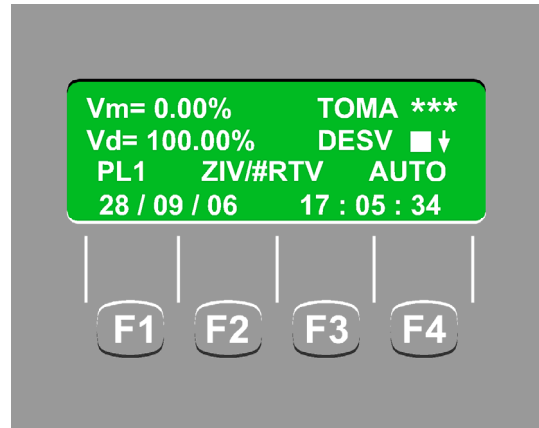 Vm= 0.00% TOMA ***
Vd= 100.00% DESV ■↓
PL1 ZIV/#RTV AUTO
28 / 09 / 06 17 : 05 : 34
F1 F2 F3 F4